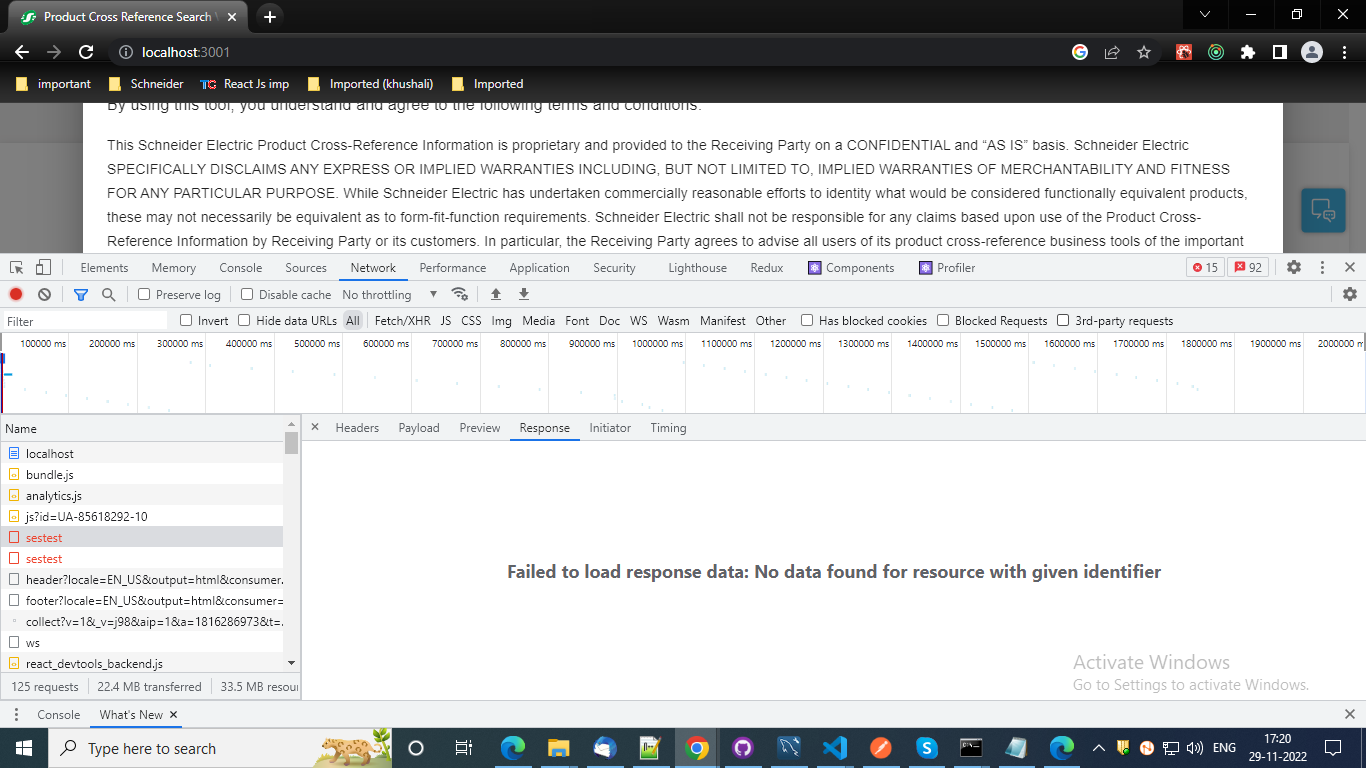 Product Cross Reference Search
localhost:3001
important
Schneider
TC React Js imp
Imported (khushali)
Imported
By using this tool, you understand and agree to the following terms and conditions.
This Schneider Electric Product Cross-Reference Information is proprietary and provided to the Receiving Party on a CONFIDENTIAL and “AS IS” basis. Schneider Electric
SPECIFICALLY DISCLAIMS ANY EXPRESS OR IMPLIED WARRANTIES INCLUDING, BUT NOT LIMITED TO, IMPLIED WARRANTIES OF MERCHANTABILITY AND FITNESS
FOR ANY PARTICULAR PURPOSE. While Schneider Electric has undertaken commercially reasonable efforts to identity what would be considered functionally equivalent products,
these may not necessarily be equivalent as to form-fit-function requirements. Schneider Electric shall not be responsible for any claims based upon use of the Product Cross-
Reference Information by Receiving Party or its customers. In particular, the Receiving Party agrees to advise all users of its product cross-reference business tools of the important
Elements Memory Console Sources Network Performance Application Security Lighthouse Redux Components Profiler 15 92
Preserve log Disable cache No throttling
Filter Invert Hide data URLs All Fetch/XHR JS CSS Img Media Font Doc WS Wasm Manifest Other Has blocked cookies Blocked Requests 3rd-party requests
100000 ms 200000 ms 300000 ms 400000 ms 500000 ms 600000 ms 700000 ms 800000 ms 900000 ms 1000000 ms 1100000 ms 1200000 ms 1300000 ms 1400000 ms 1500000 ms 1600000 ms 1700000 ms 1800000 ms 1900000 ms 2000000 m
Name
Headers Payload Preview Response Initiator Timing
localhost
bundle.js
analytics.js
js?id=UA-85618292-10
sestest
sestest
header?locale=EN_US&output=html&consumer.
footer?locale=EN_US&output=html&consumer=
collect?v=1&_v=j98&aip=1&a=1816286973&t=.
ws
react_devtools_backend.js
Failed to load response data: No data found for resource with given identifier
Activate Windows
Go to Settings to activate Windows.
125 requests 22.4 MB transferred 33.5 MB resou
Console What's New
Type here to search
ENG
17:20
29-11-2022